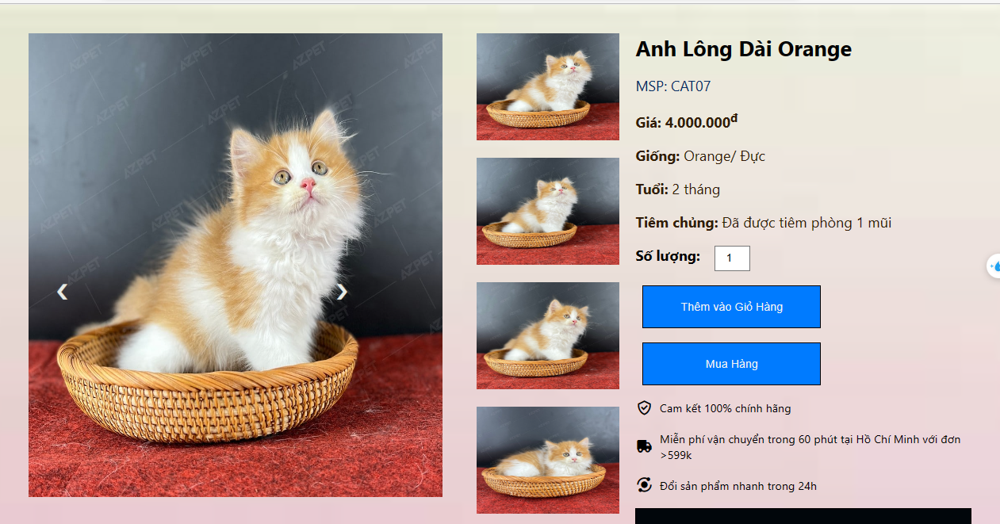 AZPET
Anh Lông Dài Orange
MSP: CAT07
Giá: 4.000.000đ
Giống: Orange/ Đực
Tuổi: 2 tháng
Tiêm chủng: Đã được tiêm phòng 1 mũi
Số lượng: 1
Thêm vào Giỏ Hàng
Mua Hàng
Cam kết 100% chính hãng
Miễn phí vận chuyển trong 60 phút tại Hồ Chí Minh với đơn
>599k
Đổi sản phẩm nhanh trong 24h